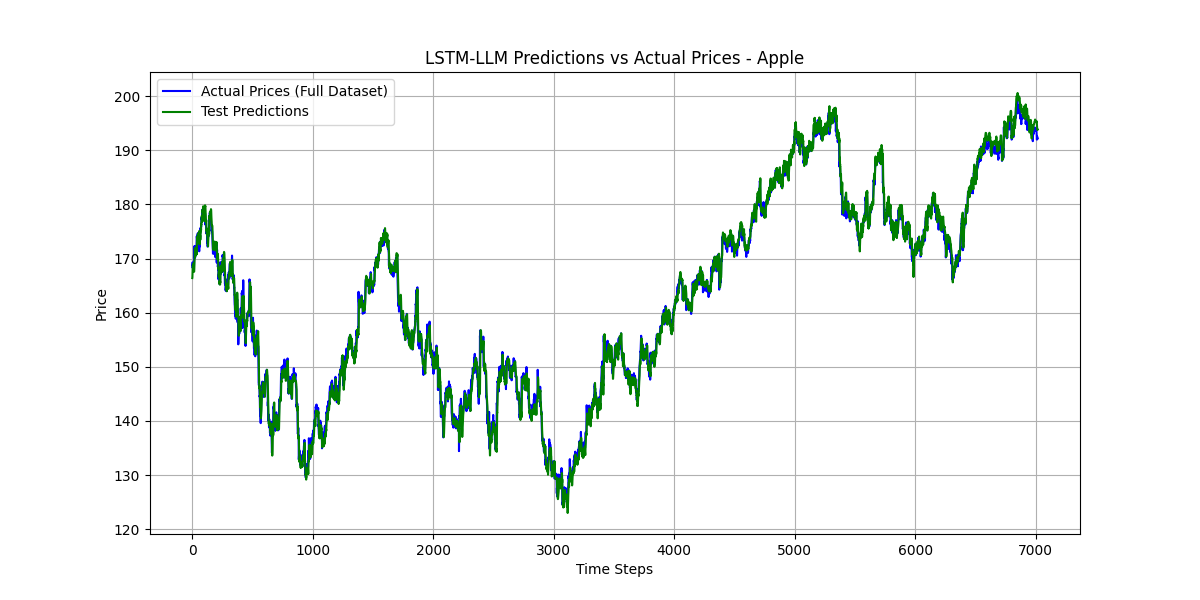 LSTM-LLM Predictions vs Actual Prices - Apple
Actual Prices (Full Dataset)
Test Predictions
Price
200
190
180
170
160
150
140
130
120
0 1000 2000 3000 4000 5000 6000 7000
Time Steps